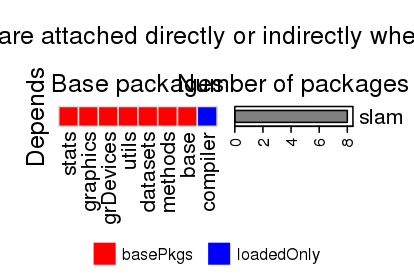 are attached directly or indirectly whe
Base packages
Number of packages
Depends
slam
stats
graphics
grDevices
utils
datasets
methods
base
compiler
0
2
4
6
8
basePkgs
loadedOnly